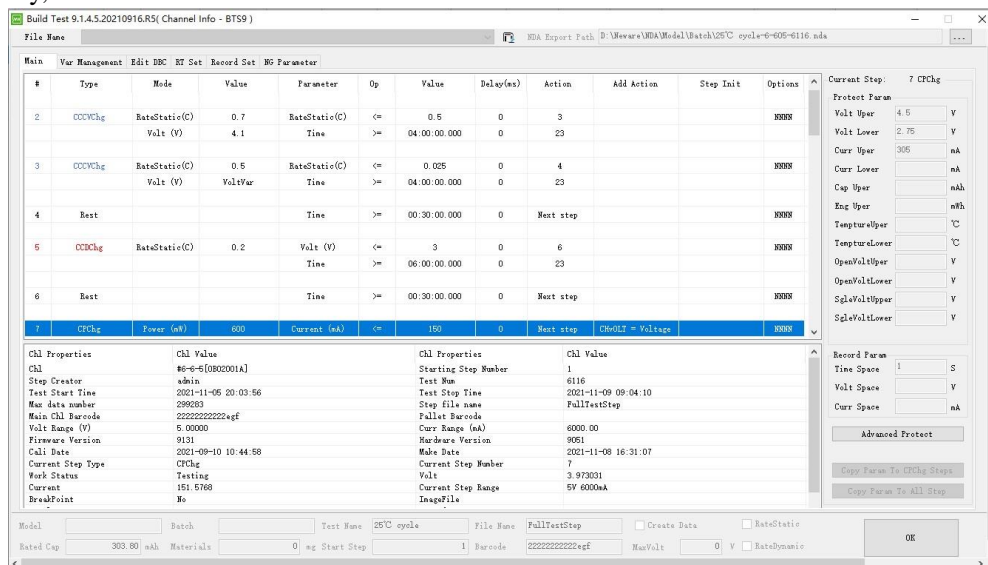 Build Test 9.1.4.5.20210916.R5( Channel Info - BTS9 )
File Name NDA Export Path D:\Neware\NDA\Model\Batch\25℃ cycle-6-605-6116.nda ...
Main Var Management Edit DBC RT Set Record Set NG Parameter
# Type Mode Value Parameter Op Value Delay(ms) Action Add Action Step Init Options
2 CCCVChg RateStatic(C) 0.7 RateStatic(C) <= 0.5 0 3 NNNN
Volt (V) 4.1 Time >= 04:00:00.000 0 23
3 CCCVChg RateStatic(C) 0.5 RateStatic(C) <= 0.025 0 4 NNNN
Volt (V) VoltVar Time >= 04:00:00.000 0 23
4 Rest Time >= 00:30:00.000 0 Next step NNNN
5 CCDChg RateStatic(C) 0.2 Volt (V) <= 3 0 6 NNNN
Time >= 06:00:00.000 0 23
6 Rest Time >= 00:30:00.000 0 Next step NNNN
7 CPChg Power (mW) 600 Current (mA) <= 150 0 Next step CHvOLT = Voltage NNNN
Current Step: 7 CPChg
Protect Param
Volt Uper 4.5 V
Volt Lower 2.75 V
Curr Uper 305 mA
Curr Lower mA
Cap Uper mAh
Eng Uper mWh
TemptureUper ℃
TemptureLower ℃
OpenVoltUper V
OpenVoltLower V
SgleVoltUpper V
SgleVoltLower V
Chl Properties Chl Value Chl Properties Chl Value
Chl #6-6-5[0B02001A] Starting Step Number 1
Step Creator admin Test Num 6116
Test Start Time 2021-11-05 20:03:56 Test Stop Time 2021-11-09 09:04:10
Max data number 299283 Step file name FullTestStep
Main Chl Barcode 22222222222egf Pallet Barcode
Volt Range (V) 5.00000 Curr Range (mA) 6000.00
Firmware Version 9131 Hardware Version 9051
Cali Date 2021-09-10 10:44:58 Make Date 2021-11-08 16:31:07
Current Step Type CPChg Current Step Number 7
Work Status Testing Volt 3.973031
Current 151.5768 Current Step Range 5V 6000mA
BreakPoint No ImageFile
Record Param
Time Space 1 S
Volt Space V
Curr Space mA
Advanced Protect
Copy Param To CPChg Steps
Copy Param To All Step
Model Batch Test Name 25℃ cycle File Name FullTestStep Create Data RateStatic
Rated Cap 303.80 mAh Materials 0 mg Start Step 1 Barcode 22222222222egf MaxVolt 0 V RateDynamic
OK